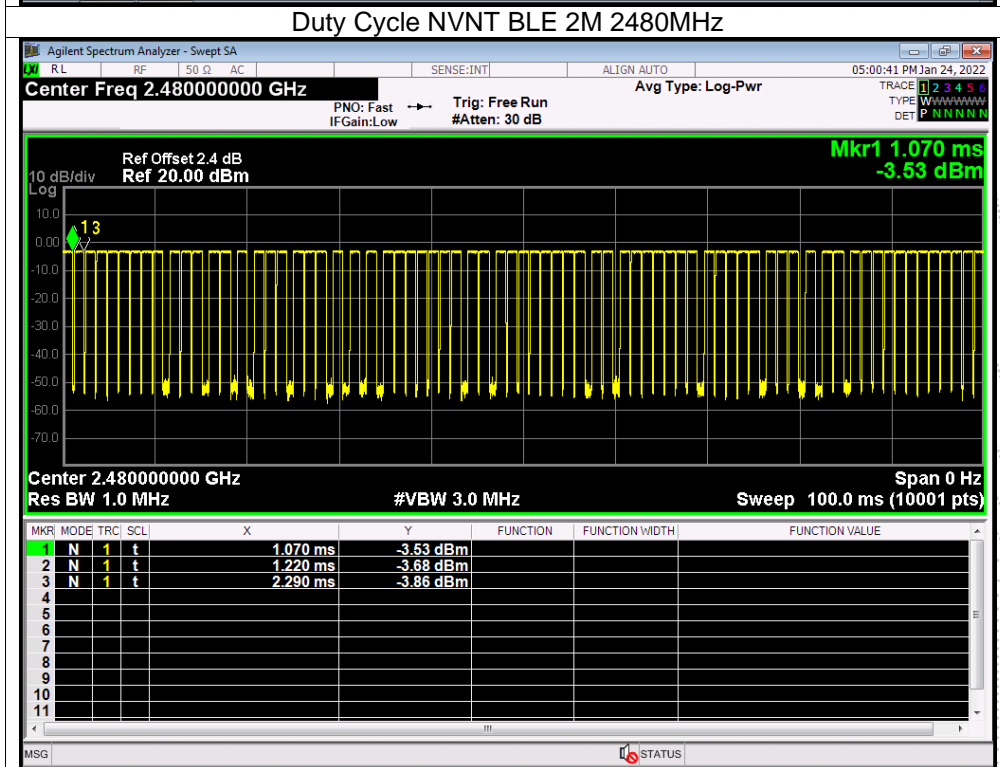 Duty Cycle NVNT BLE 2M 2480MHz
Agilent Spectrum Analyzer - Swept SA
LXI RL RF 50 Ω AC SENSE:INT ALIGN AUTO 05:00:41 PM Jan 24, 2022
Center Freq 2.480000000 GHz Avg Type: Log-Pwr TRACE 1 2 3 4 5 6
PNO: Fast Trig: Free Run TYPE WWWWWW
IFGain:Low #Atten: 30 dB DET P N N N N N
Mkr1 1.070 ms
Ref Offset 2.4 dB
10 dB/div Ref 20.00 dBm -3.53 dBm
Log
10.0
1 3
0.00
-10.0
-20.0
-30.0
-40.0
-50.0
-60.0
-70.0
Center 2.480000000 GHz Span 0 Hz
Res BW 1.0 MHz #VBW 3.0 MHz Sweep 100.0 ms (10001 pts)
MKR MODE TRC SCL X Y FUNCTION FUNCTION WIDTH FUNCTION VALUE
1 N 1 t 1.070 ms -3.53 dBm
2 N 1 t 1.220 ms -3.68 dBm
3 N 1 t 2.290 ms -3.86 dBm
4
5
6
7
8
9
10
11
MSG STATUS